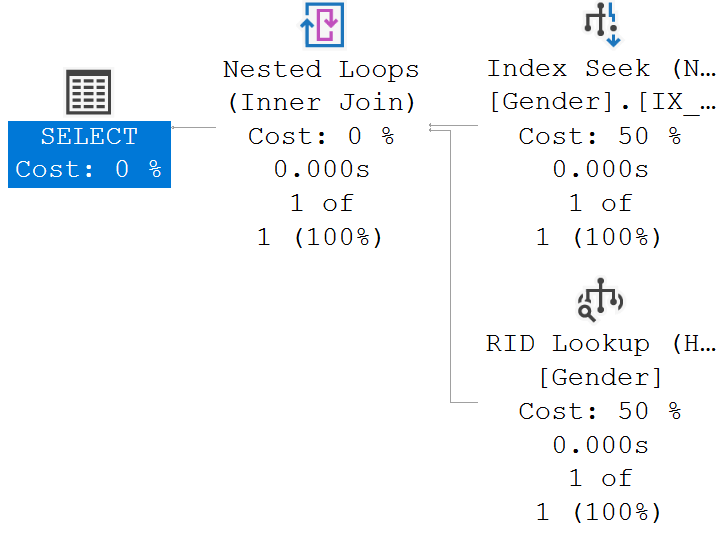 SELECT
Cost: 0 %
Nested Loops
(Inner Join)
Cost: 0 %
0.000s
1 of
1 (100%)
Index Seek (N…
[Gender].[IX_…
Cost: 50 %
0.000s
1 of
1 (100%)
RID Lookup (H…
[Gender]
Cost: 50 %
0.000s
1 of
1 (100%)